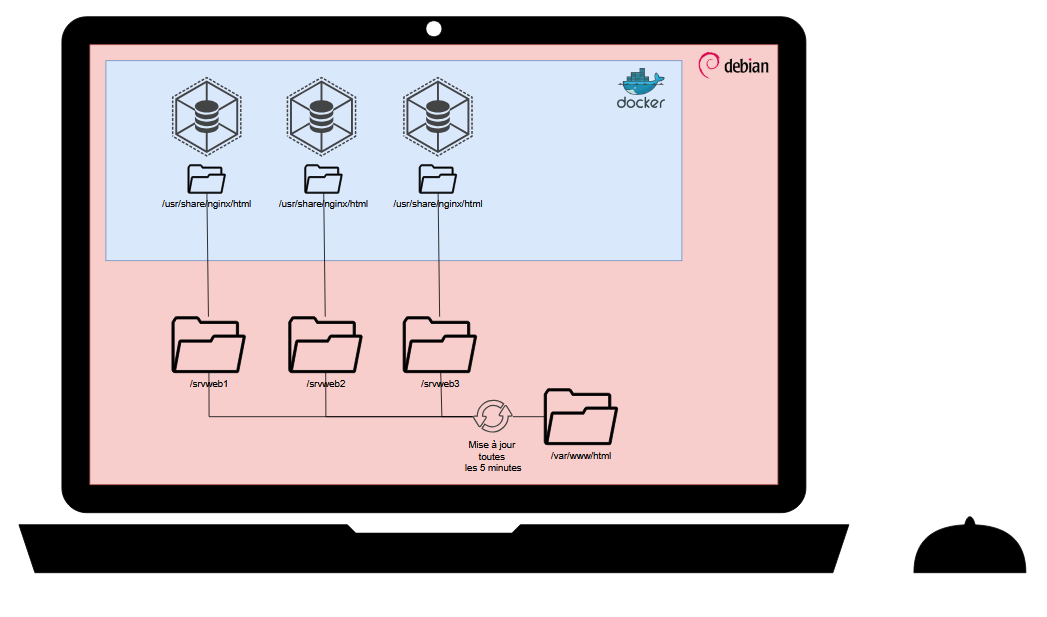 debian
docker
/usr/share/nginx/html
/usr/share/nginx/html
/usr/share/nginx/html
/srvweb1
/srvweb2
/srvweb3
Mise à jour
toutes
les 5 minutes
/var/www/html